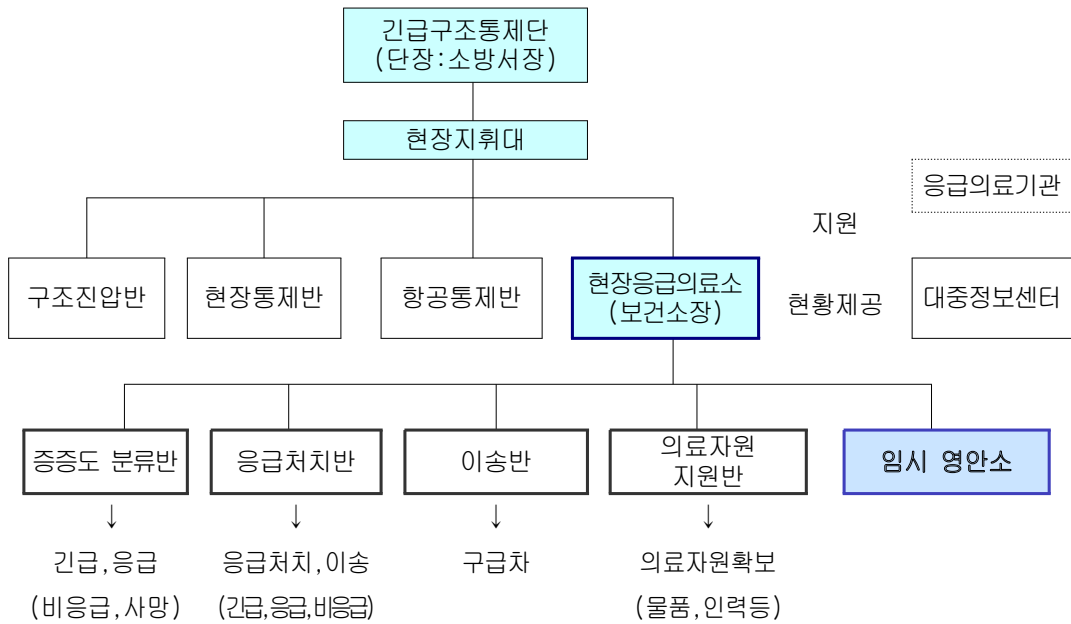 긴급구조통제단
(단장:소방서장)
현장지휘대
응급의료기관
지원
구조진압반
현장통제반
항공통제반
현장응급의료소
(보건소장)
현황제공
대중정보센터
증증도 분류반
응급처치반
이송반
의료자원
지원반
임시 영안소
↓ ↓ ↓ ↓
긴급,응급
(비응급,사망)
응급처치,이송
(긴급,응급,비응급)
구급차
의료자원확보
(물품,인력등)